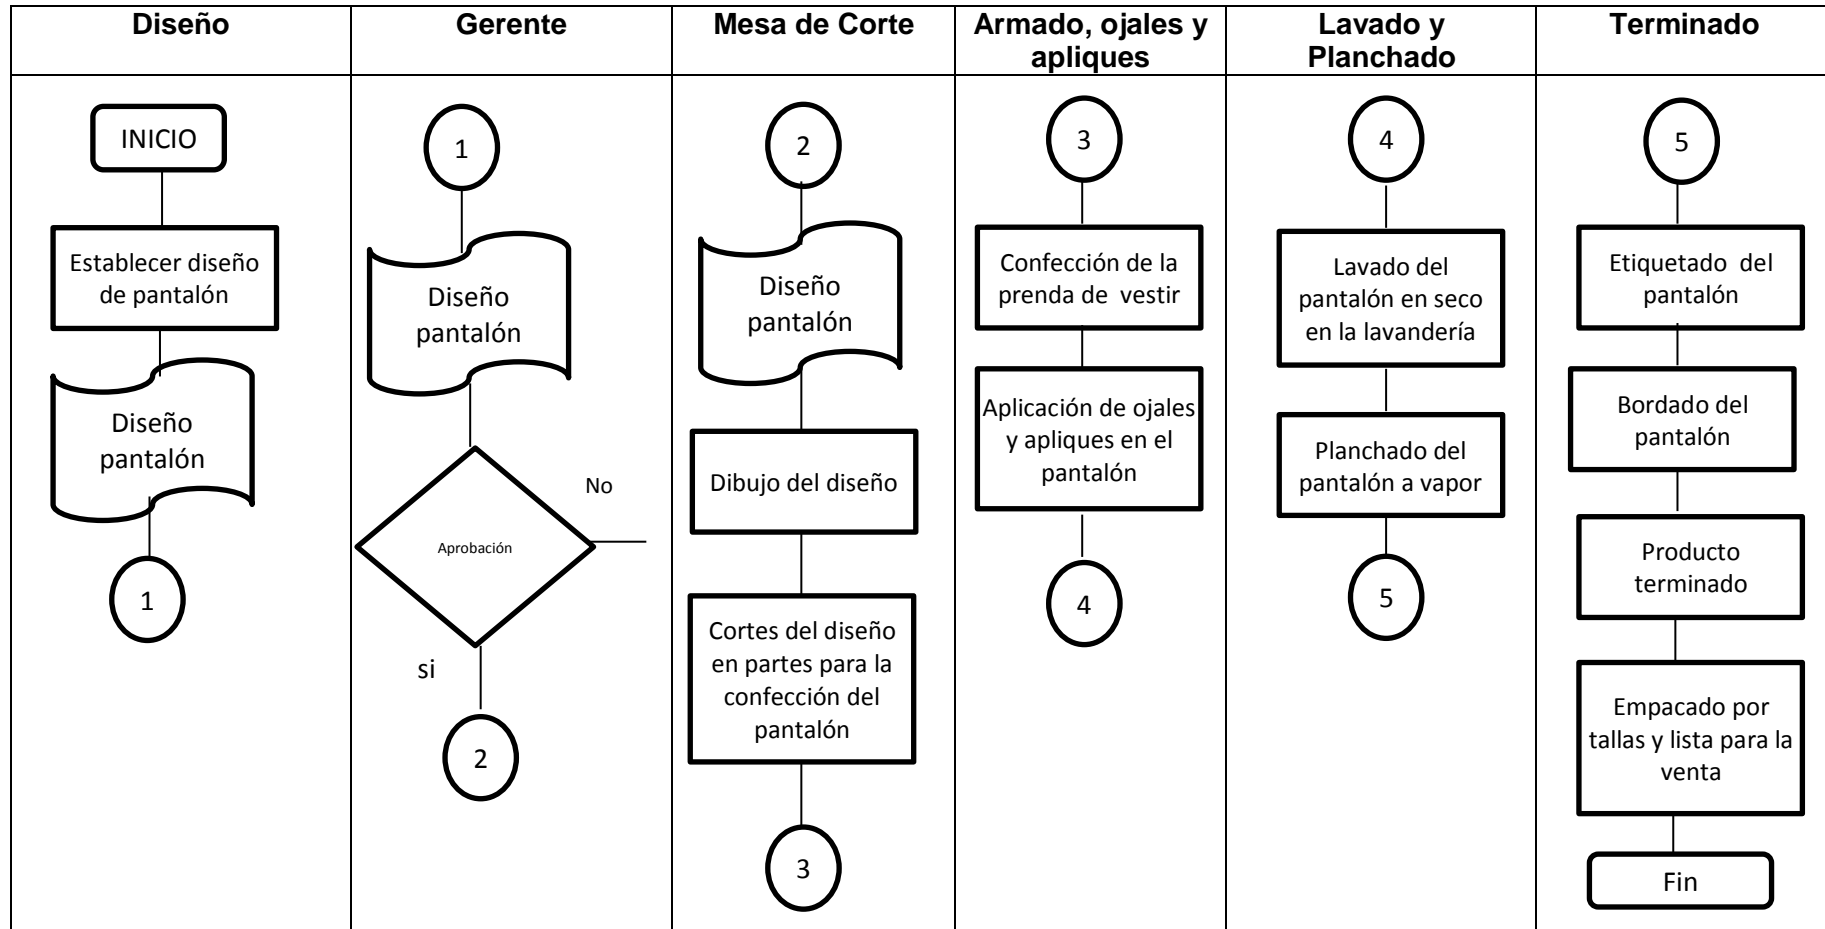 Diseño
Gerente
Mesa de Corte
Armado, ojales y
apliques
Lavado y
Planchado
Terminado
INICIO
Establecer diseño
de pantalón
Diseño
pantalón
1
1
Diseño
pantalón
Aprobación
No
si
2
2
Diseño
pantalón
Dibujo del diseño
Cortes del diseño
en partes para la
confección del
pantalón
3
3
Confección de la
prenda de vestir
Aplicación de ojales
y apliques en el
pantalón
4
4
Lavado del
pantalón en seco
en la lavandería
Planchado del
pantalón a vapor
5
5
Etiquetado del
pantalón
Bordado del
pantalón
Producto
terminado
Empacado por
tallas y lista para la
venta
Fin